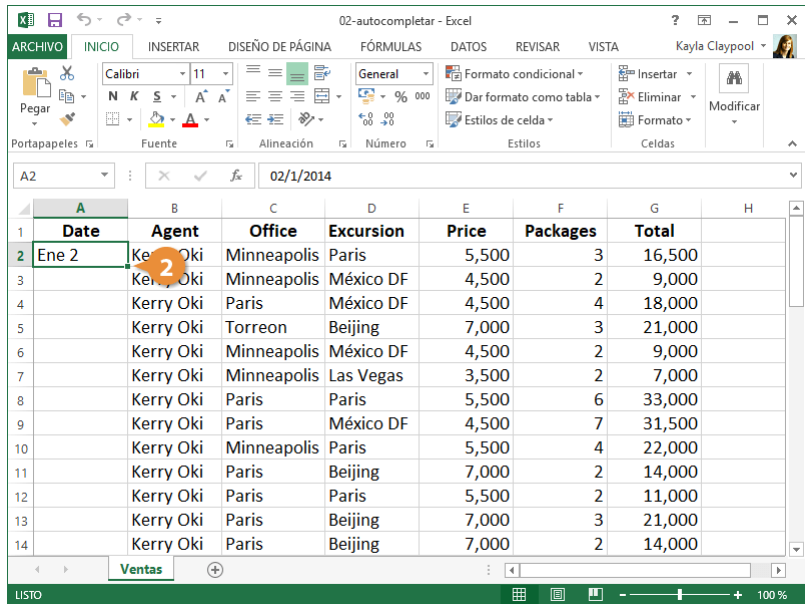 02-autocompletar - Excel
ARCHIVO INICIO INSERTAR DISEÑO DE PÁGINA FÓRMULAS DATOS REVISAR VISTA Kayla Claypool
Pegar
Calibri 11
N K S A A A
General
% 000
Formato condicional
Dar formato como tabla
Estilos de celda
Insertar
Eliminar
Formato
Modificar
Portapapeles Fuente Alineación Número Estilos Celdas
A2 fx 02/1/2014
A B C D E F G H
1 Date Agent Office Excursion Price Packages Total
2 Ene 2 Kerry Oki Minneapolis Paris 5,500 3 16,500
2
3 Kerry Oki Minneapolis México DF 4,500 2 9,000
4 Kerry Oki Paris México DF 4,500 4 18,000
5 Kerry Oki Torreon Beijing 7,000 3 21,000
6 Kerry Oki Minneapolis México DF 4,500 2 9,000
7 Kerry Oki Minneapolis Las Vegas 3,500 2 7,000
8 Kerry Oki Paris Paris 5,500 6 33,000
9 Kerry Oki Paris México DF 4,500 7 31,500
10 Kerry Oki Minneapolis Paris 5,500 4 22,000
11 Kerry Oki Paris Beijing 7,000 2 14,000
12 Kerry Oki Paris Paris 5,500 2 11,000
13 Kerry Oki Paris Beijing 7,000 3 21,000
14 Kerry Oki Paris Beijing 7,000 2 14,000
Ventas
LISTO 100 %